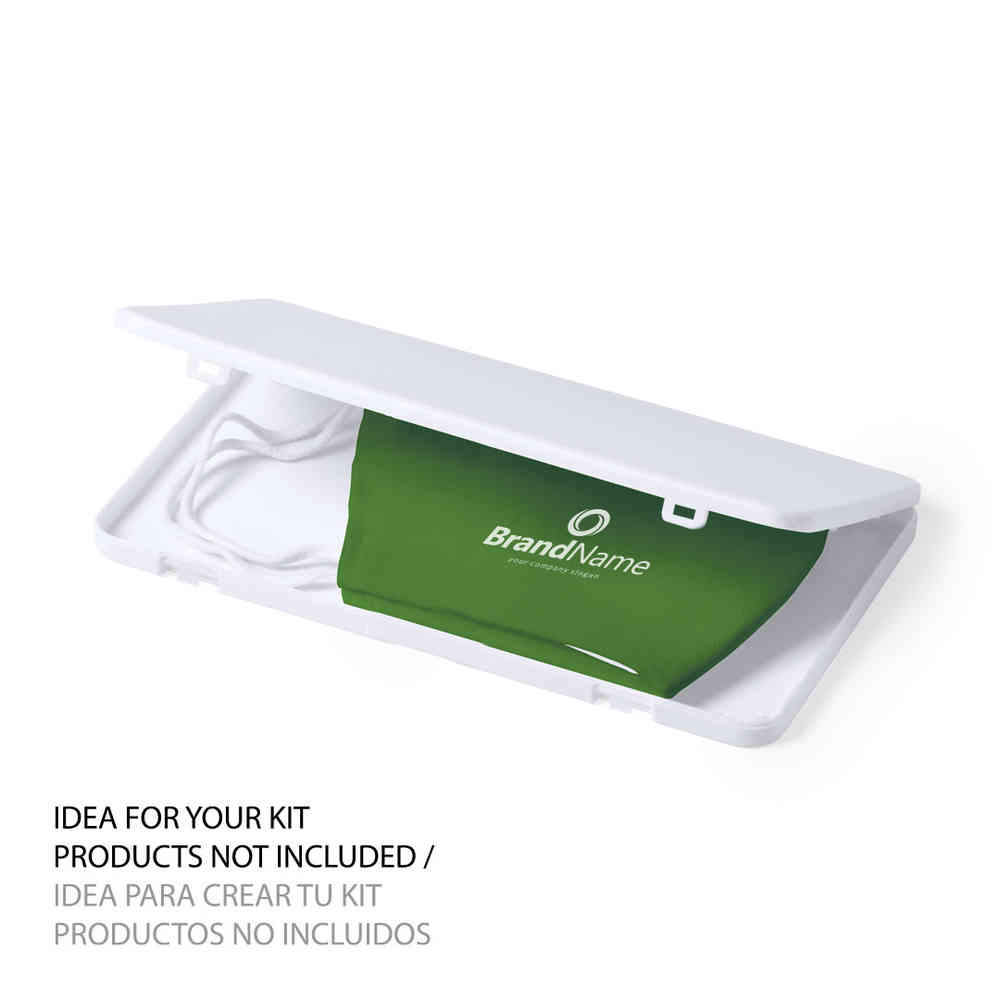 BrandName
your company slogan
IDEA FOR YOUR KIT
PRODUCTS NOT INCLUDED /
IDEA PARA CREAR TU KIT
PRODUCTOS NO INCLUIDOS